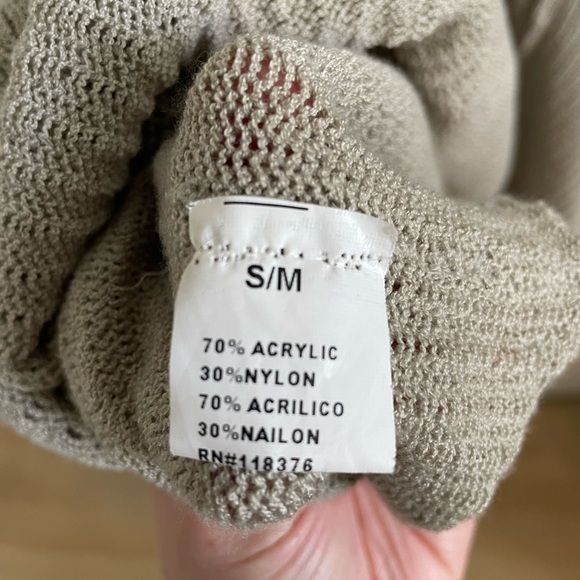 S/M
70% ACRYLIC
30%NYLON
70% ACRILICO
30%NAILON
RN#118376